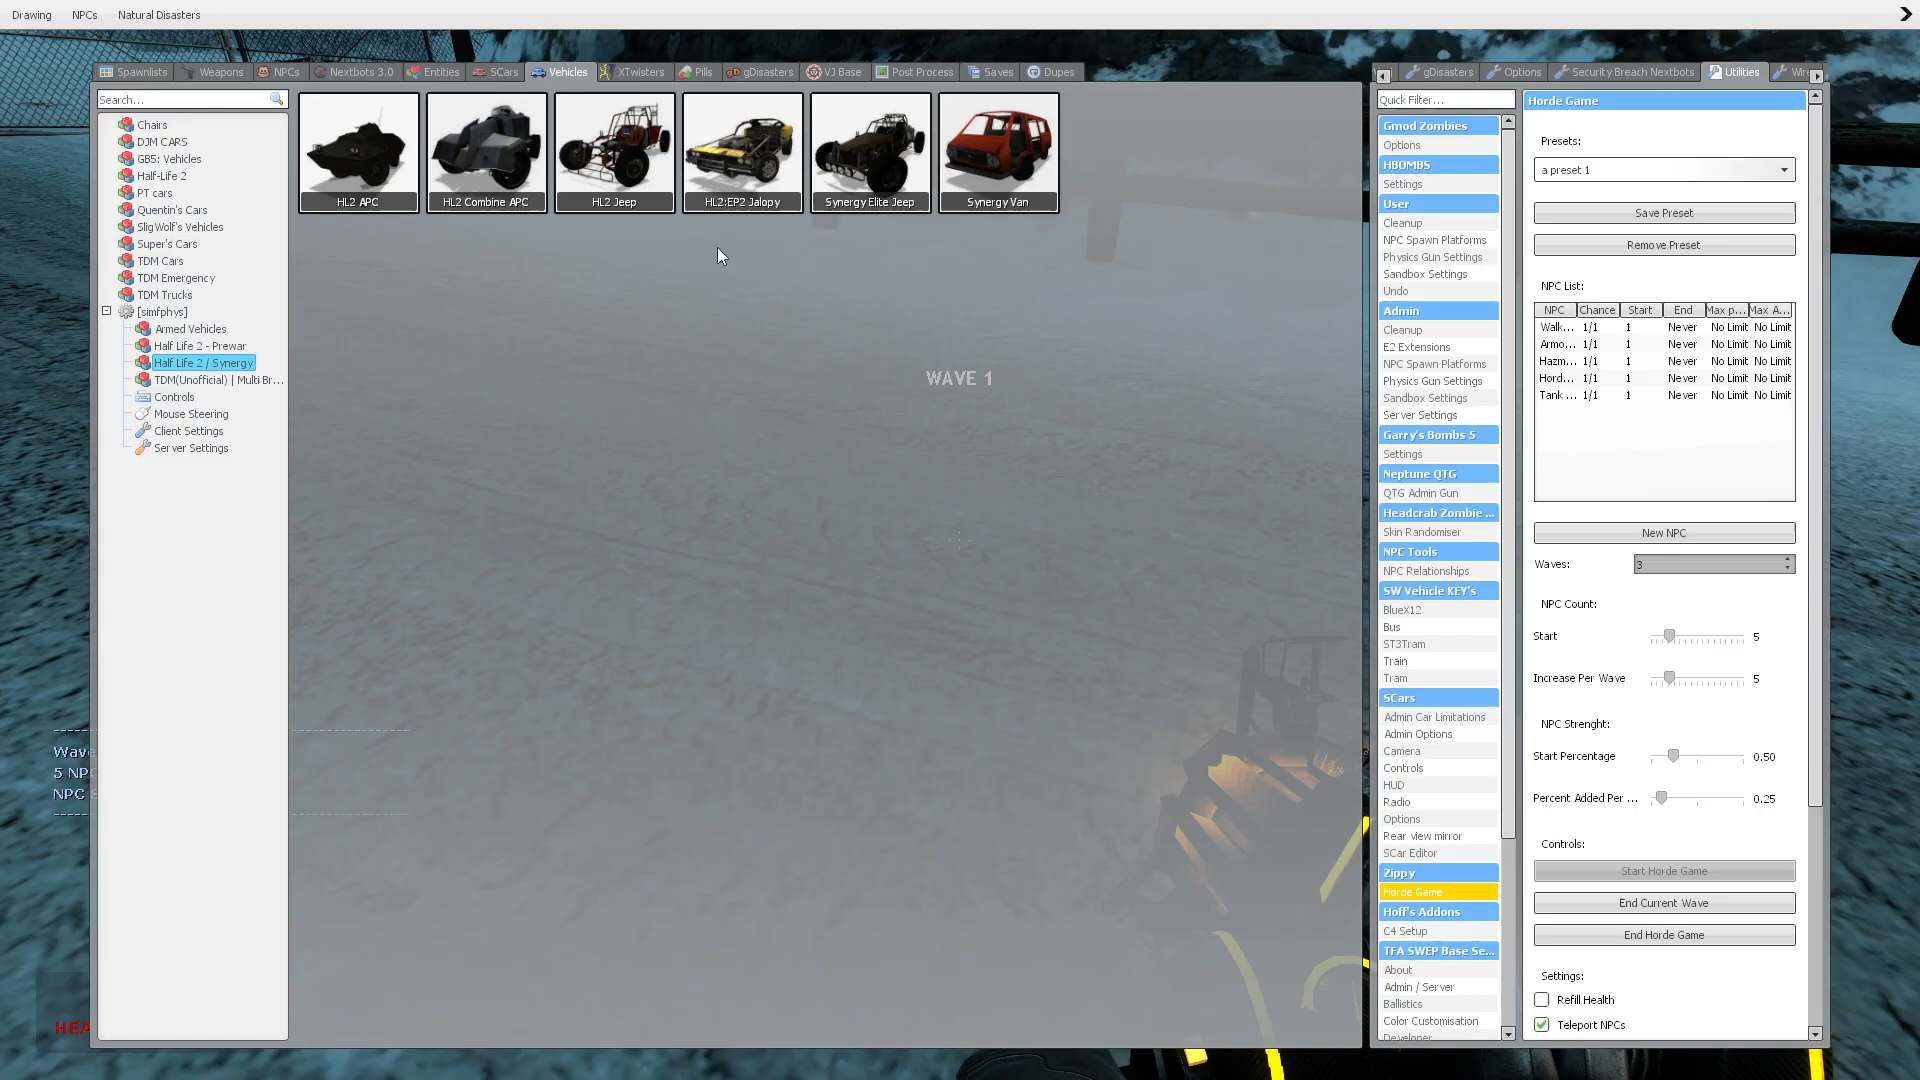 Drawing NPCs Natural Disasters
Spawnlists Weapons NPCs Nextbots 3.0 Entities SCars Vehicles XTwisters Pills gDisasters VJ Base Post Process Saves Dupes
gDisasters Options Security Breach Nextbots Utilities
Search...
Chairs
DJM CARS
GB5: Vehicles
Half-Life 2
PT cars
Quentin's Cars
SligWolf's Vehicles
Super's Cars
TDM Cars
TDM Emergency
TDM Trucks
[simfphys]
Armed Vehicles
Half Life 2 - Prewar
Half Life 2 / Synergy
TDM(Unofficial) | Multi Br...
Controls
Mouse Steering
Client Settings
Server Settings
HL2 APC
HL2 Combine APC
HL2 Jeep
HL2:EP2 Jalopy
Synergy Elite Jeep
Synergy Van
WAVE 1
Wave
5 NPC
NPC
HEA
Quick Filter...
Gmod Zombies
Options
HBOMBS
Settings
User
Cleanup
NPC Spawn Platforms
Physics Gun Settings
Sandbox Settings
Undo
Admin
Cleanup
E2 Extensions
NPC Spawn Platforms
Physics Gun Settings
Sandbox Settings
Server Settings
Garry's Bombs 5
Settings
Neptune QTG
QTG Admin Gun
Headcrab Zombie ...
Skin Randomiser
NPC Tools
NPC Relationships
SW Vehicle KEY's
BlueX12
Bus
ST3Tram
Train
Tram
SCars
Admin Car Limitations
Admin Options
Camera
Controls
HUD
Radio
Options
Rear view mirror
SCar Editor
Zippy
Horde Game
Hoff's Addons
C4 Setup
TFA SWEP Base Se...
About
Admin / Server
Ballistics
Color Customisation
Developer
Horde Game
Presets:
a preset 1
Save Preset
Remove Preset
NPC List:
NPC Chance Start End Max p... Max A...
Walk... 1/1 1 Never No Limit No Limit
Armo... 1/1 1 Never No Limit No Limit
Hazm... 1/1 1 Never No Limit No Limit
Hord... 1/1 1 Never No Limit No Limit
Tank ... 1/1 1 Never No Limit No Limit
New NPC
Waves: 3
NPC Count:
Start 5
Increase Per Wave 5
NPC Strenght:
Start Percentage 0.50
Percent Added Per ... 0.25
Controls:
Start Horde Game
End Current Wave
End Horde Game
Settings:
Refill Health
Teleport NPCs